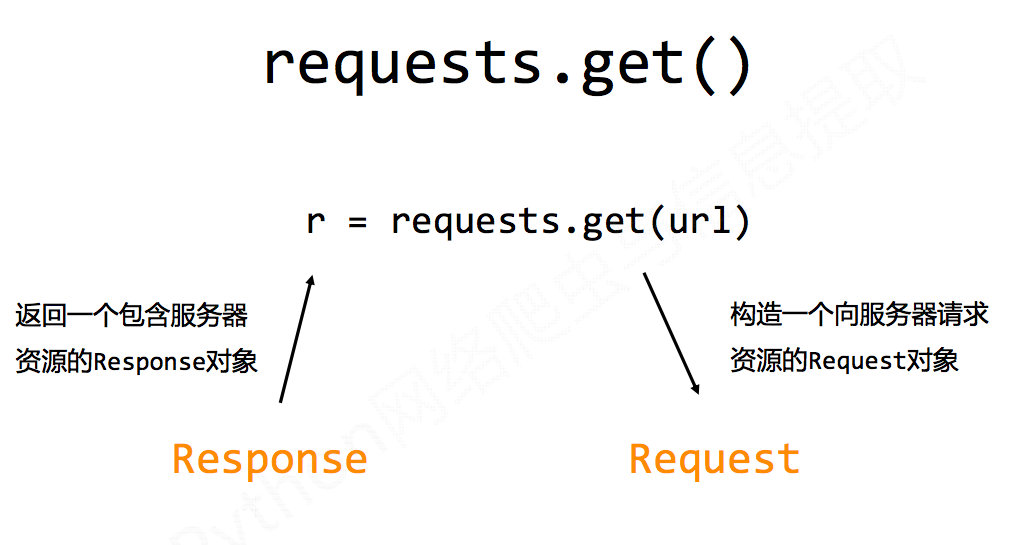 requests.get()
r = requests.get(url)
返回一个包含服务器
资源的Response对象
构造一个向服务器请求
资源的Request对象
Response
Request
Python网络爬虫与信息提取